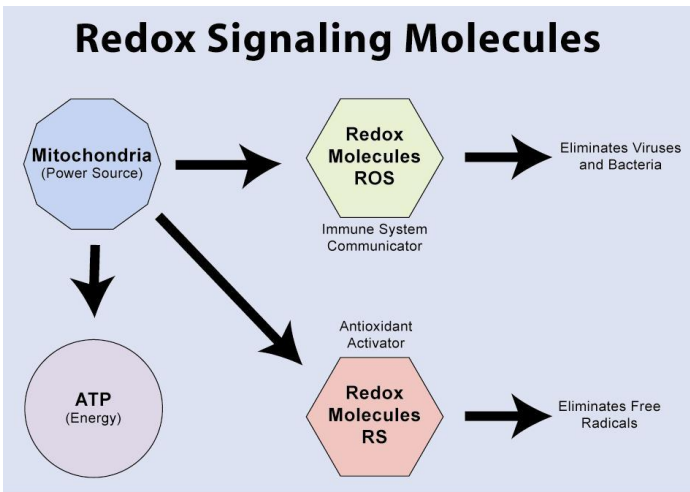 Redox Signaling Molecules
Mitochondria
(Power Source)
Redox
Molecules
ROS
Immune System
Communicator
Eliminates Viruses
and Bacteria
ATP
(Energy)
Antioxidant
Activator
Redox
Molecules
RS
Eliminates Free
Radicals